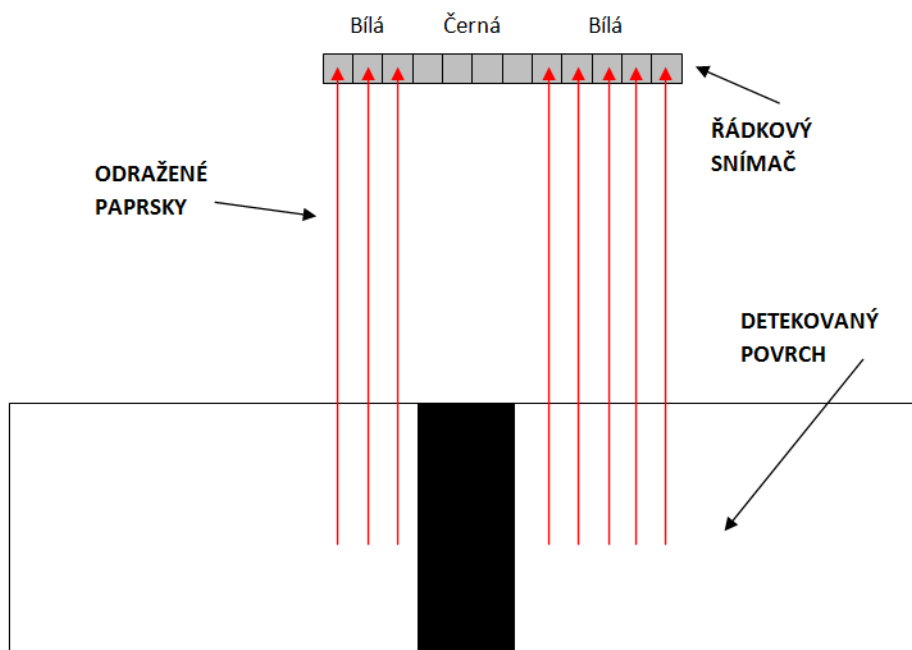 Bílá
Černá
Bílá
ŘÁDKOVÝ
SNÍMAČ
ODRAŽENÉ
PAPRSKY
DETEKOVANÝ
POVRCH